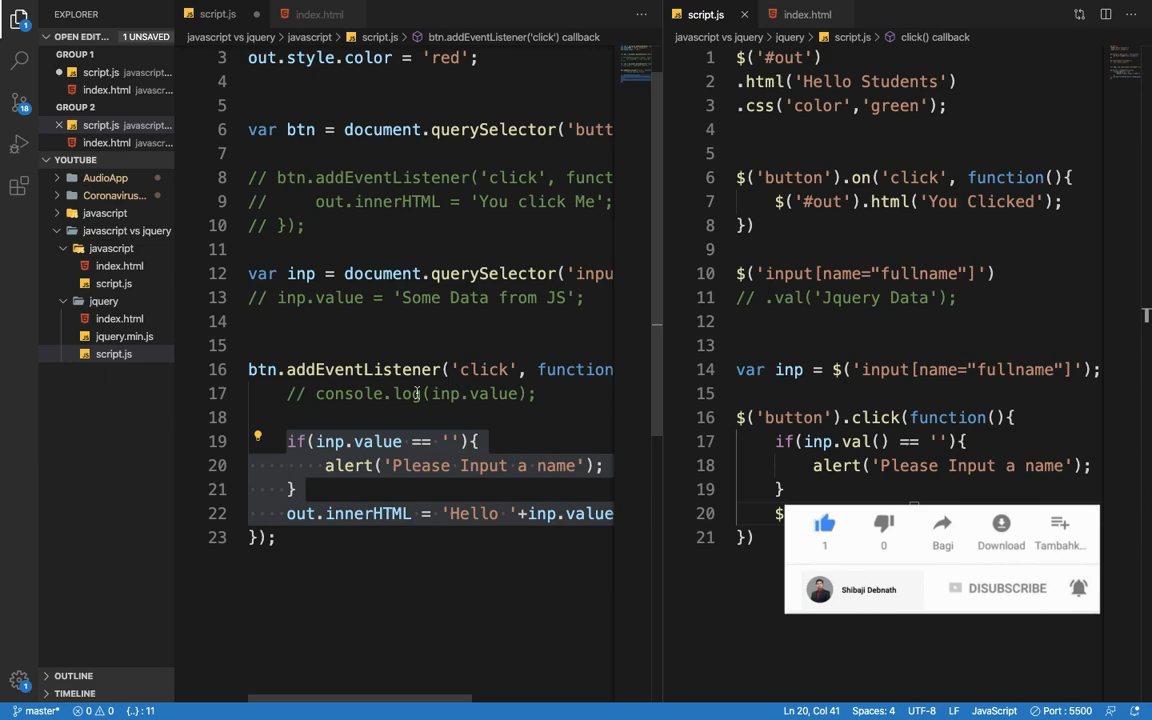 EXPLORER
OPEN EDIT... 1 UNSAVED
GROUP 1
script.js javascript...
index.html javascr...
GROUP 2
script.js javascript...
index.html javascr...
YOUTUBE
AudioApp
Coronavirus...
javascript
javascript vs jquery
javascript
index.html
script.js
jquery
index.html
jquery.min.js
script.js
OUTLINE
TIMELINE
script.js
index.html
javascript vs jquery > javascript > script.js > btn.addEventListener('click') callback
3 out.style.color = 'red';
4
5
6 var btn = document.querySelector('butt
7
8 // btn.addEventListener('click', funct
9 //     out.innerHTML = 'You click Me';
10 // });
11
12 var inp = document.querySelector('inpu
13 // inp.value = 'Some Data from JS';
14
15
16 btn.addEventListener('click', function
17     // console.log(inp.value);
18
19     if(inp.value == ''){
20         alert('Please Input a name');
21     }
22     out.innerHTML = 'Hello '+inp.value
23 });
script.js
index.html
javascript vs jquery > jquery > script.js > click() callback
1 $('#out')
2 .html('Hello Students')
3 .css('color','green');
4
5
6 $('button').on('click', function(){
7     $('#out').html('You Clicked');
8 })
9
10 $('input[name="fullname"]')
11 // .val('Jquery Data');
12
13
14 var inp = $('input[name="fullname"]');
15
16 $('button').click(function(){
17     if(inp.val() == ''){
18         alert('Please Input a name');
19     }
20     $
21 })
1 0 Bagi Download Tambahk...
Shibaji Debnath DISUBSCRIBE
1 18 1
master* 0 0 {..} : 11 Ln 20, Col 41 Spaces: 4 UTF-8 LF JavaScript Port : 5500